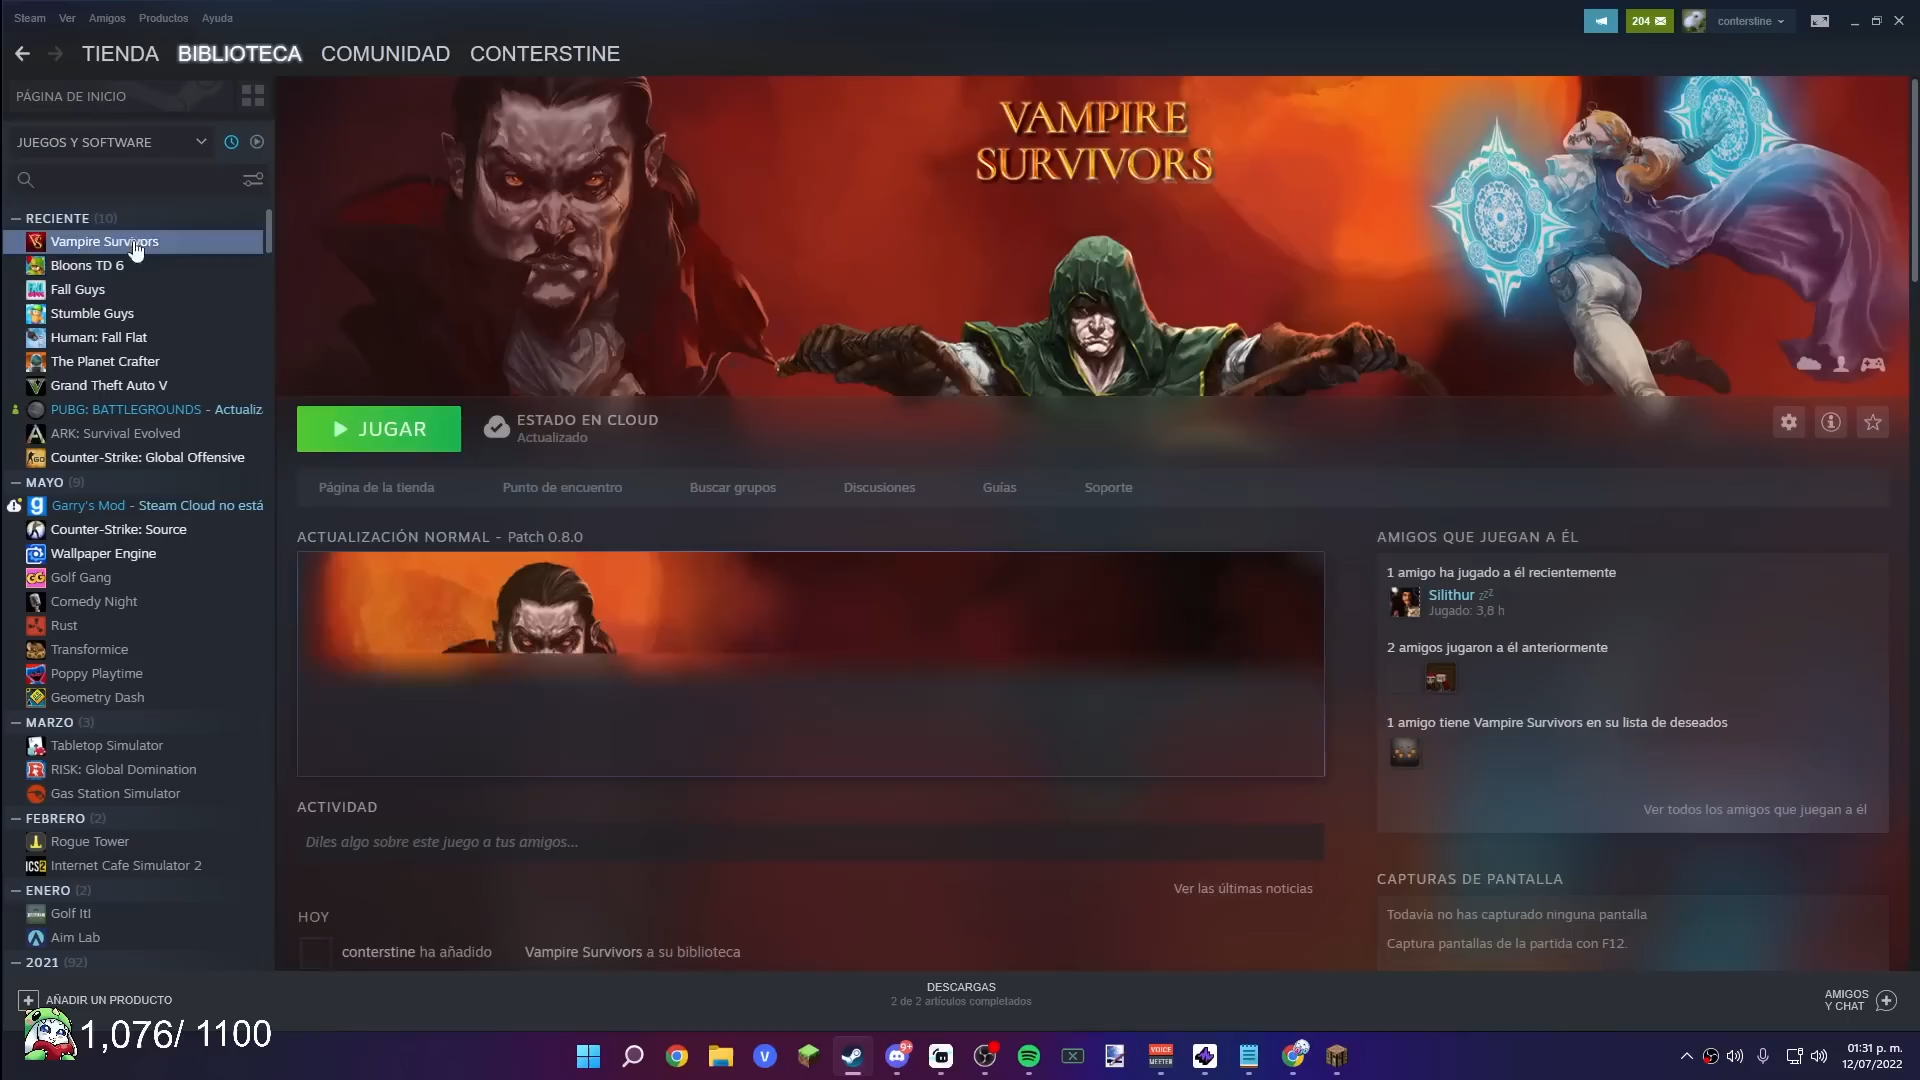 Steam Ver Amigos Productos Ayuda
204
conterstine
TIENDA BIBLIOTECA COMUNIDAD CONTERSTINE
PÁGINA DE INICIO
JUEGOS Y SOFTWARE
— RECIENTE (10)
Vampire Survivors
Bloons TD 6
Fall Guys
Stumble Guys
Human: Fall Flat
The Planet Crafter
Grand Theft Auto V
PUBG: BATTLEGROUNDS - Actualiz
ARK: Survival Evolved
Counter-Strike: Global Offensive
— MAYO (9)
Garry's Mod - Steam Cloud no está
Counter-Strike: Source
Wallpaper Engine
Golf Gang
Comedy Night
Rust
Transformice
Poppy Playtime
Geometry Dash
— MARZO (3)
Tabletop Simulator
RISK: Global Domination
Gas Station Simulator
— FEBRERO (2)
Rogue Tower
Internet Cafe Simulator 2
— ENERO (2)
Golf It!
Aim Lab
— 2021 (92)
AÑADIR UN PRODUCTO
1,076/ 1100
VAMPIRE
SURVIVORS
JUGAR
ESTADO EN CLOUD
Actualizado
Página de la tienda Punto de encuentro Buscar grupos Discusiones Guías Soporte
ACTUALIZACIÓN NORMAL - Patch 0.8.0
ACTIVIDAD
Diles algo sobre este juego a tus amigos...
Ver las últimas noticias
HOY
conterstine ha añadido Vampire Survivors a su biblioteca
AMIGOS QUE JUEGAN A ÉL
1 amigo ha jugado a él recientemente
Silithur zzz
Jugado: 3,8 h
2 amigos jugaron a él anteriormente
1 amigo tiene Vampire Survivors en su lista de deseados
Ver todos los amigos que juegan a él
CAPTURAS DE PANTALLA
Todavía no has capturado ninguna pantalla
Captura pantallas de la partida con F12.
DESCARGAS
2 de 2 artículos completados
AMIGOS
Y CHAT
9+
VOICE
MEETER
01:31 p. m.
12/07/2022